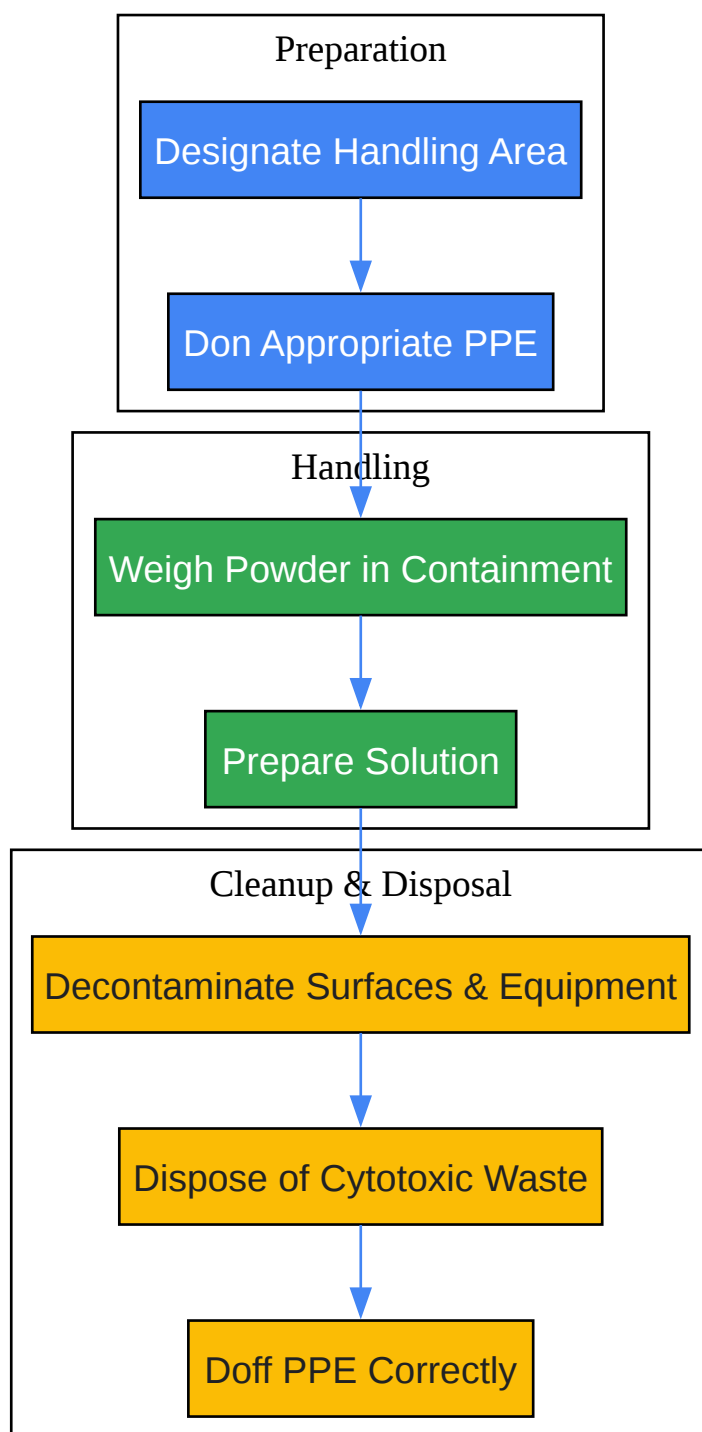 Preparation
Designate Handling Area
Don Appropriate PPE
Handling
Weigh Powder in Containment
Prepare Solution
Cleanup & Disposal
Decontaminate Surfaces & Equipment
Dispose of Cytotoxic Waste
Doff PPE Correctly